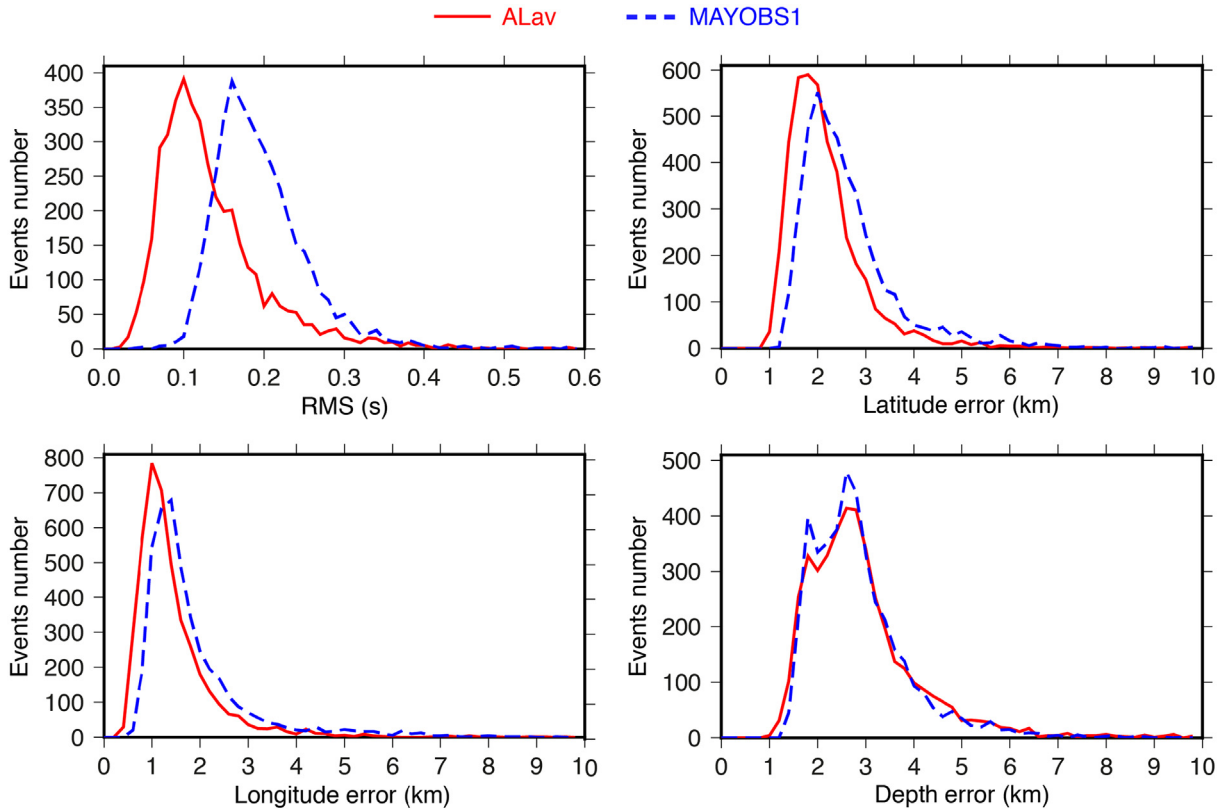 ALav MAYOBS1
400
350
300
250
200
150
100
50
0
Events number
0.0 0.1 0.2 0.3 0.4 0.5 0.6
RMS (s)
600
500
400
300
200
100
0
Events number
0 1 2 3 4 5 6 7 8 9 10
Latitude error (km)
800
700
600
500
400
300
200
100
0
Events number
0 1 2 3 4 5 6 7 8 9 10
Longitude error (km)
500
400
300
200
100
0
Events number
0 1 2 3 4 5 6 7 8 9 10
Depth error (km)